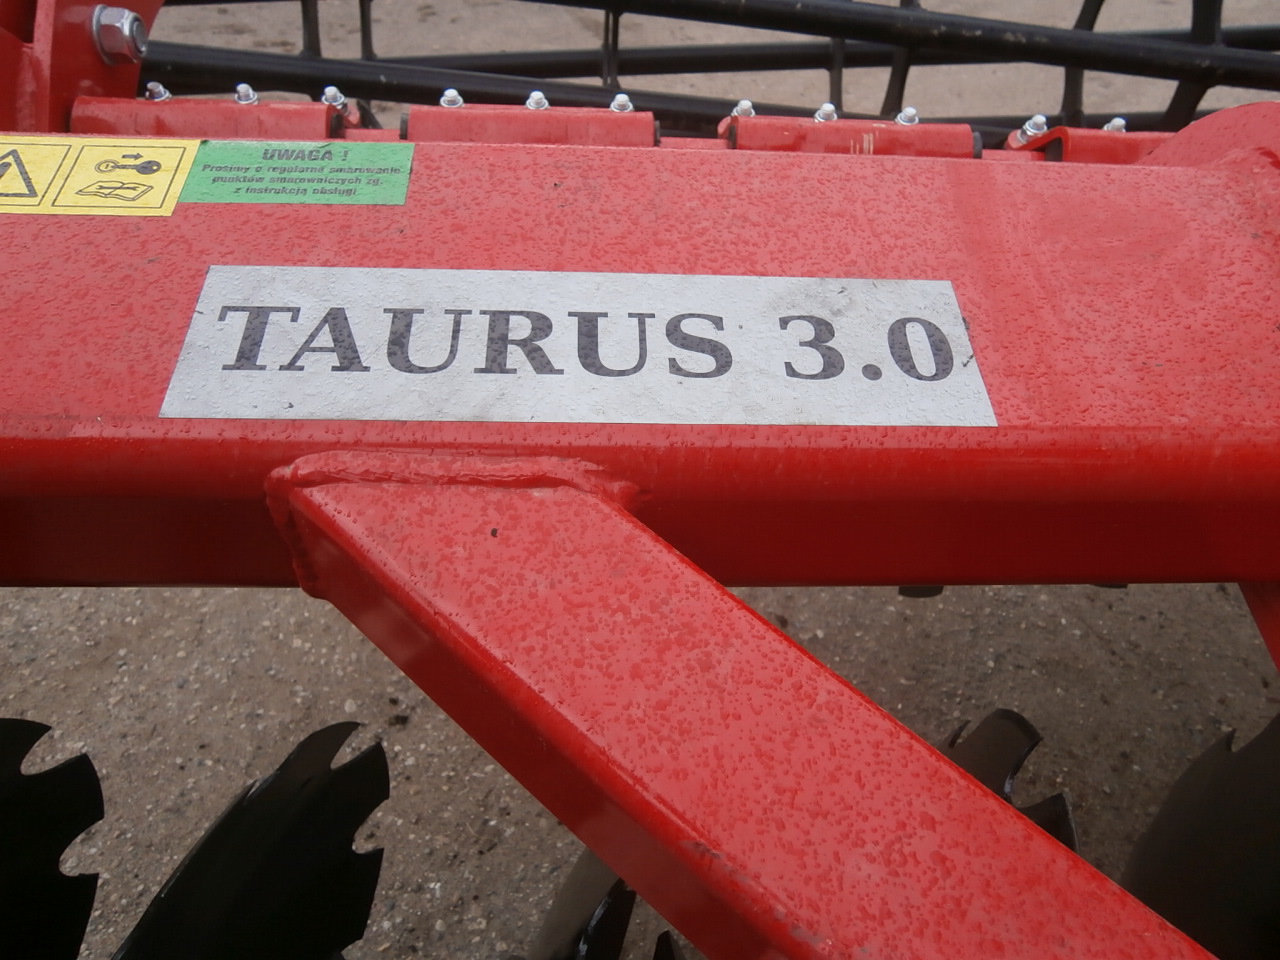 UWAGA !
Prosimy o regularne smarowanie
punktów smarowniczych zg.
z instrukcją obsługi
TAURUS 3.0